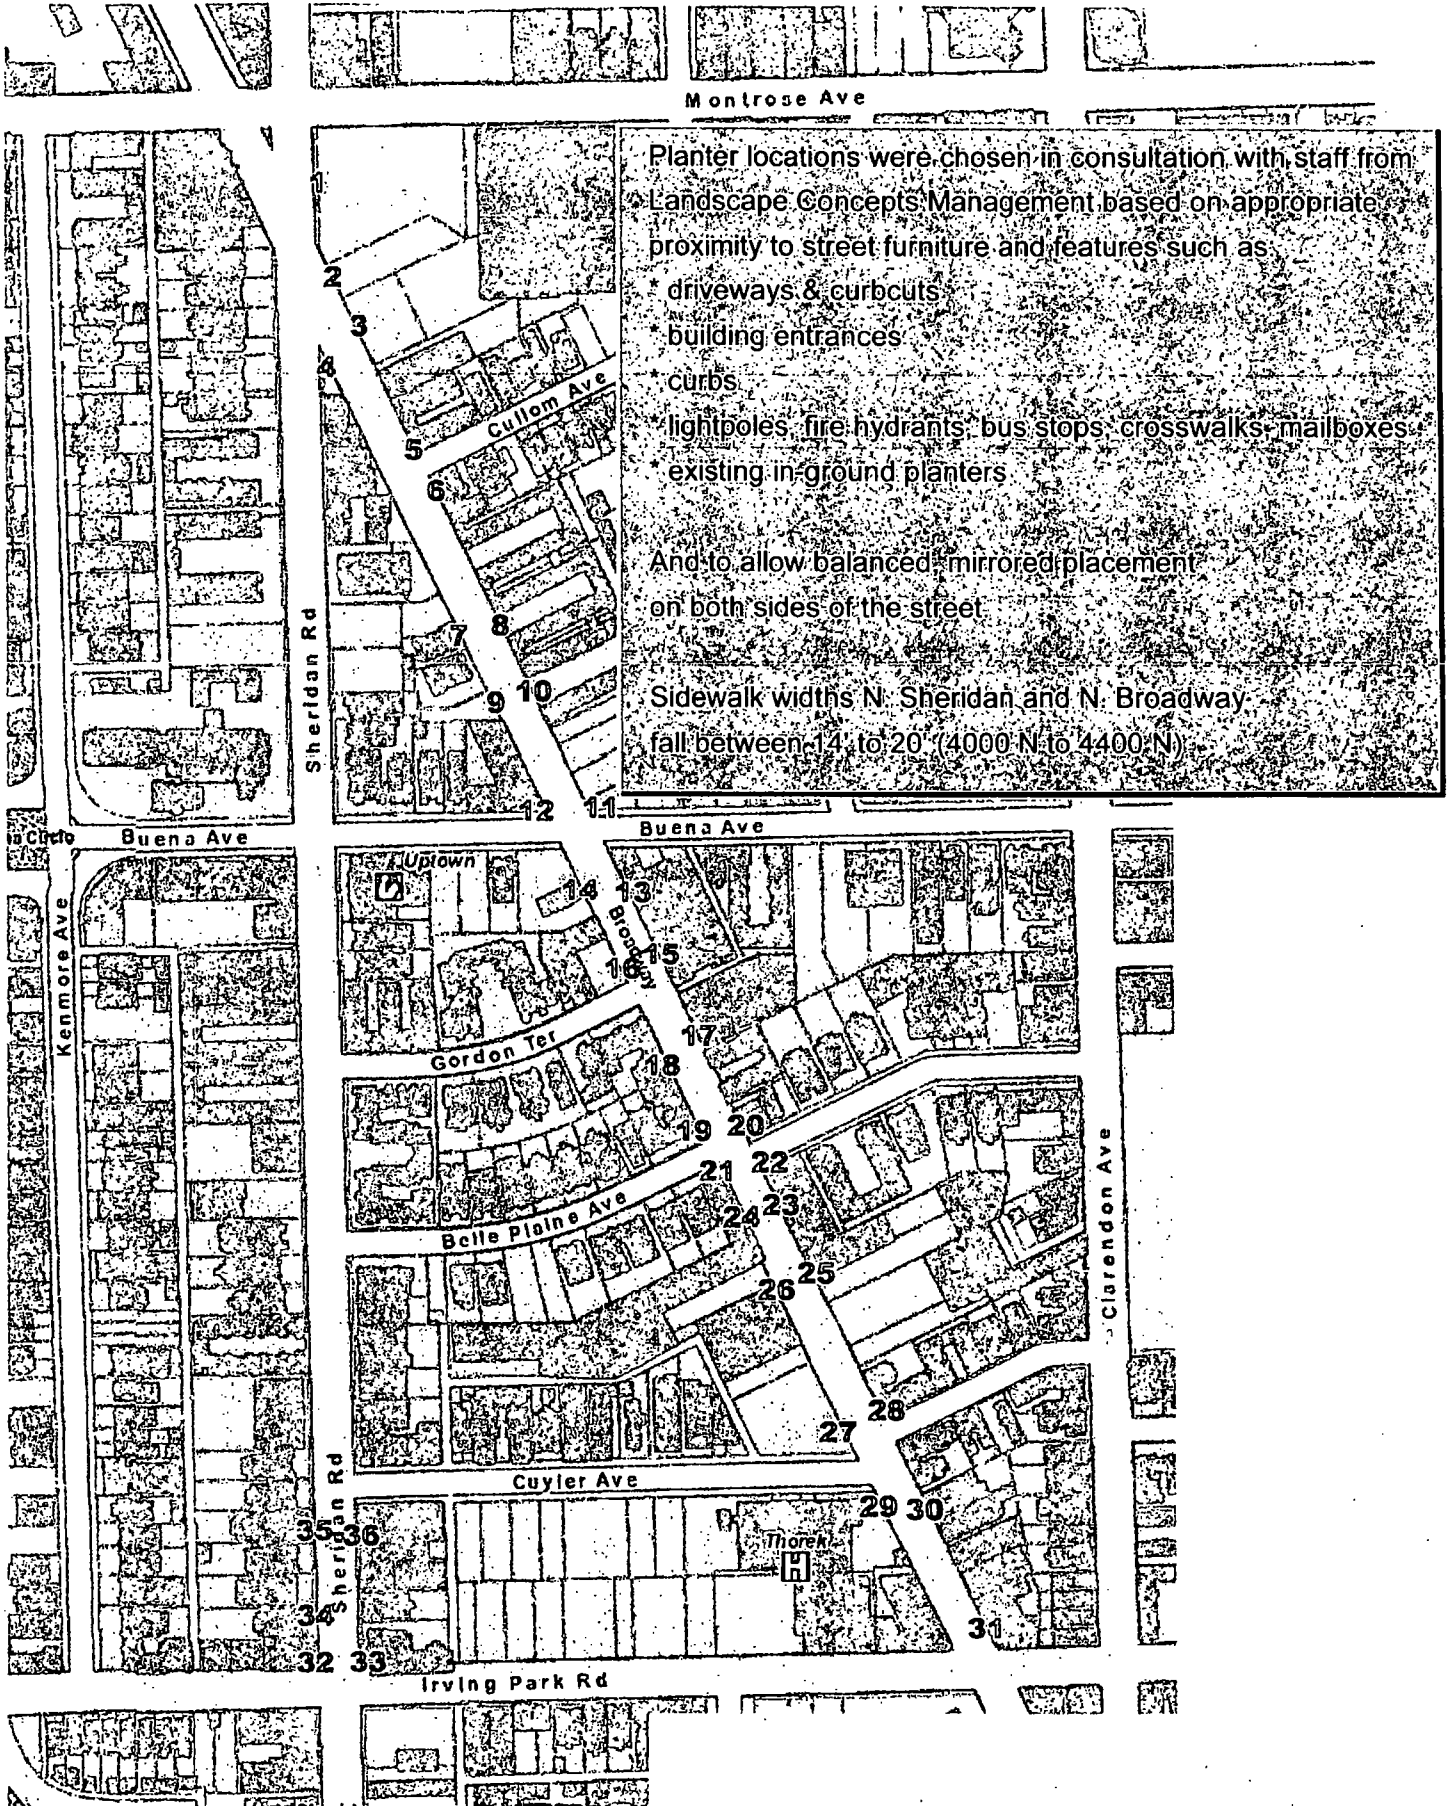 Montrose Ave
Planter locations were chosen in consultation with staff from
Landscape Concepts Management based on appropriate
proximity to street furniture and features such as
* driveways & curbcuts
* building entrances
* curbs
* lightpoles, fire hydrants, bus stops, crosswalks, mailboxes
* existing in-ground planters
And to allow balanced, mirrored placement
on both sides of the street
Sidewalk widths N. Sheridan and N. Broadway
fall between 14' to 20' (4000 N to 4400 N)
1
2
3
4
Cullom Ave
5
6
Sheridan Rd
7
8
9
10
12
11
Buena Ave
Buena Ave
Uptown
14
13
Broadway
15
16
Kenmore Ave
17
Gordon Ter
18
19
20
21
22
Belle Plaine Ave
23
24
Clarendon Ave
25
26
28
27
Cuyler Ave
Sheridan Rd
29
30
35
36
Thorek
H
34
31
32
33
Irving Park Rd